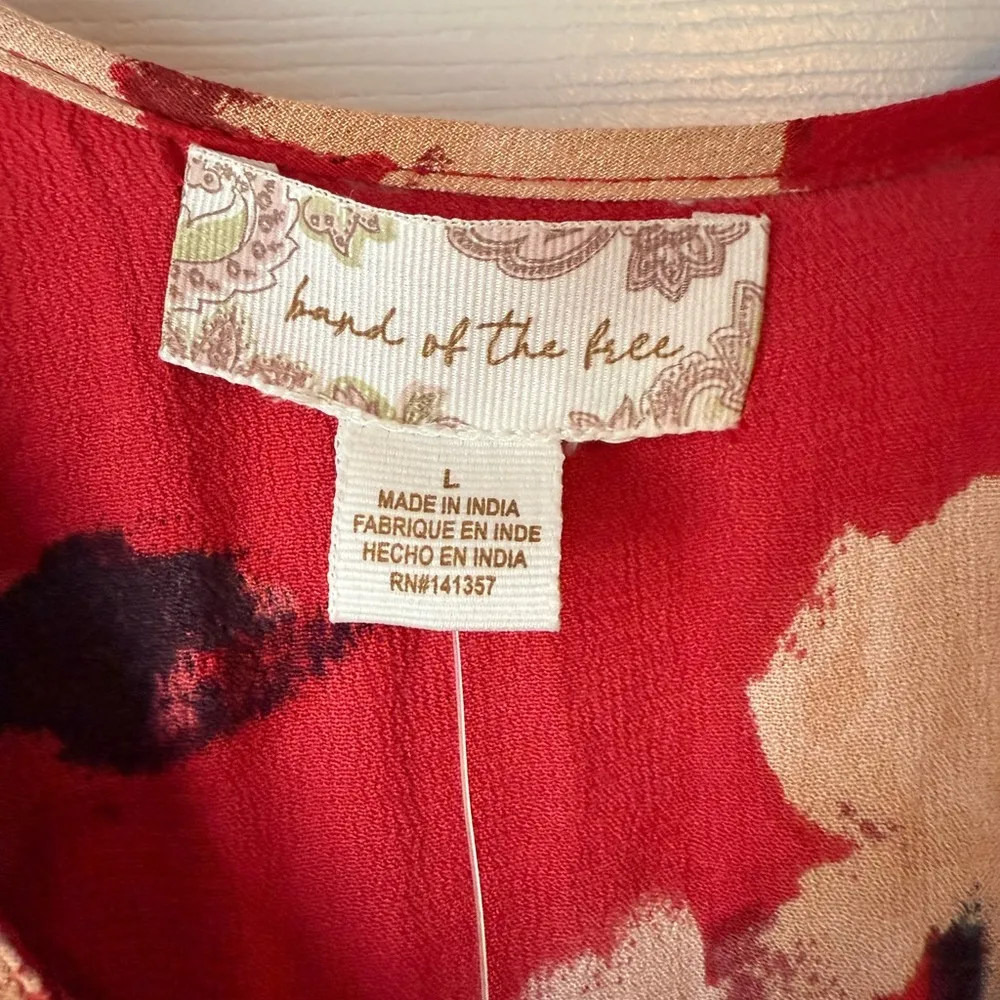 band of the free
L
MADE IN INDIA
FABRIQUE EN INDE
HECHO EN INDIA
RN#141357